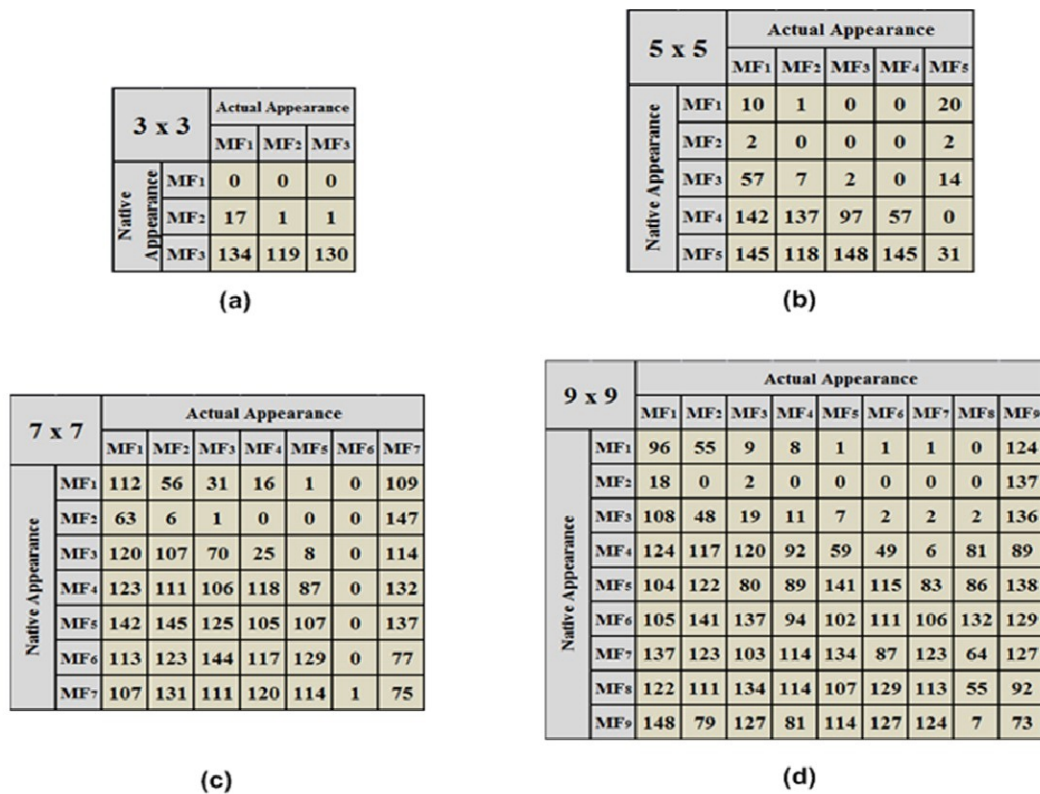 3 x 3 Actual Appearance
MF1 MF2 MF3
Native Appearance
MF1 0 0 0
MF2 17 1 1
MF3 134 119 130
(a)
5 x 5 Actual Appearance
MF1 MF2 MF3 MF4 MF5
Native Appearance
MF1 10 1 0 0 20
MF2 2 0 0 0 2
MF3 57 7 2 0 14
MF4 142 137 97 57 0
MF5 145 118 148 145 31
(b)
7 x 7 Actual Appearance
MF1 MF2 MF3 MF4 MF5 MF6 MF7
Native Appearance
MF1 112 56 31 16 1 0 109
MF2 63 6 1 0 0 0 147
MF3 120 107 70 25 8 0 114
MF4 123 111 106 118 87 0 132
MF5 142 145 125 105 107 0 137
MF6 113 123 144 117 129 0 77
MF7 107 131 111 120 114 1 75
(c)
9 x 9 Actual Appearance
MF1 MF2 MF3 MF4 MF5 MF6 MF7 MF8 MF9
Native Appearance
MF1 96 55 9 8 1 1 1 0 124
MF2 18 0 2 0 0 0 0 0 137
MF3 108 48 19 11 7 2 2 2 136
MF4 124 117 120 92 59 49 6 81 89
MF5 104 122 80 89 141 115 83 86 138
MF6 105 141 137 94 102 111 106 132 129
MF7 137 123 103 114 134 87 123 64 127
MF8 122 111 134 114 107 129 113 55 92
MF9 148 79 127 81 114 127 124 7 73
(d)